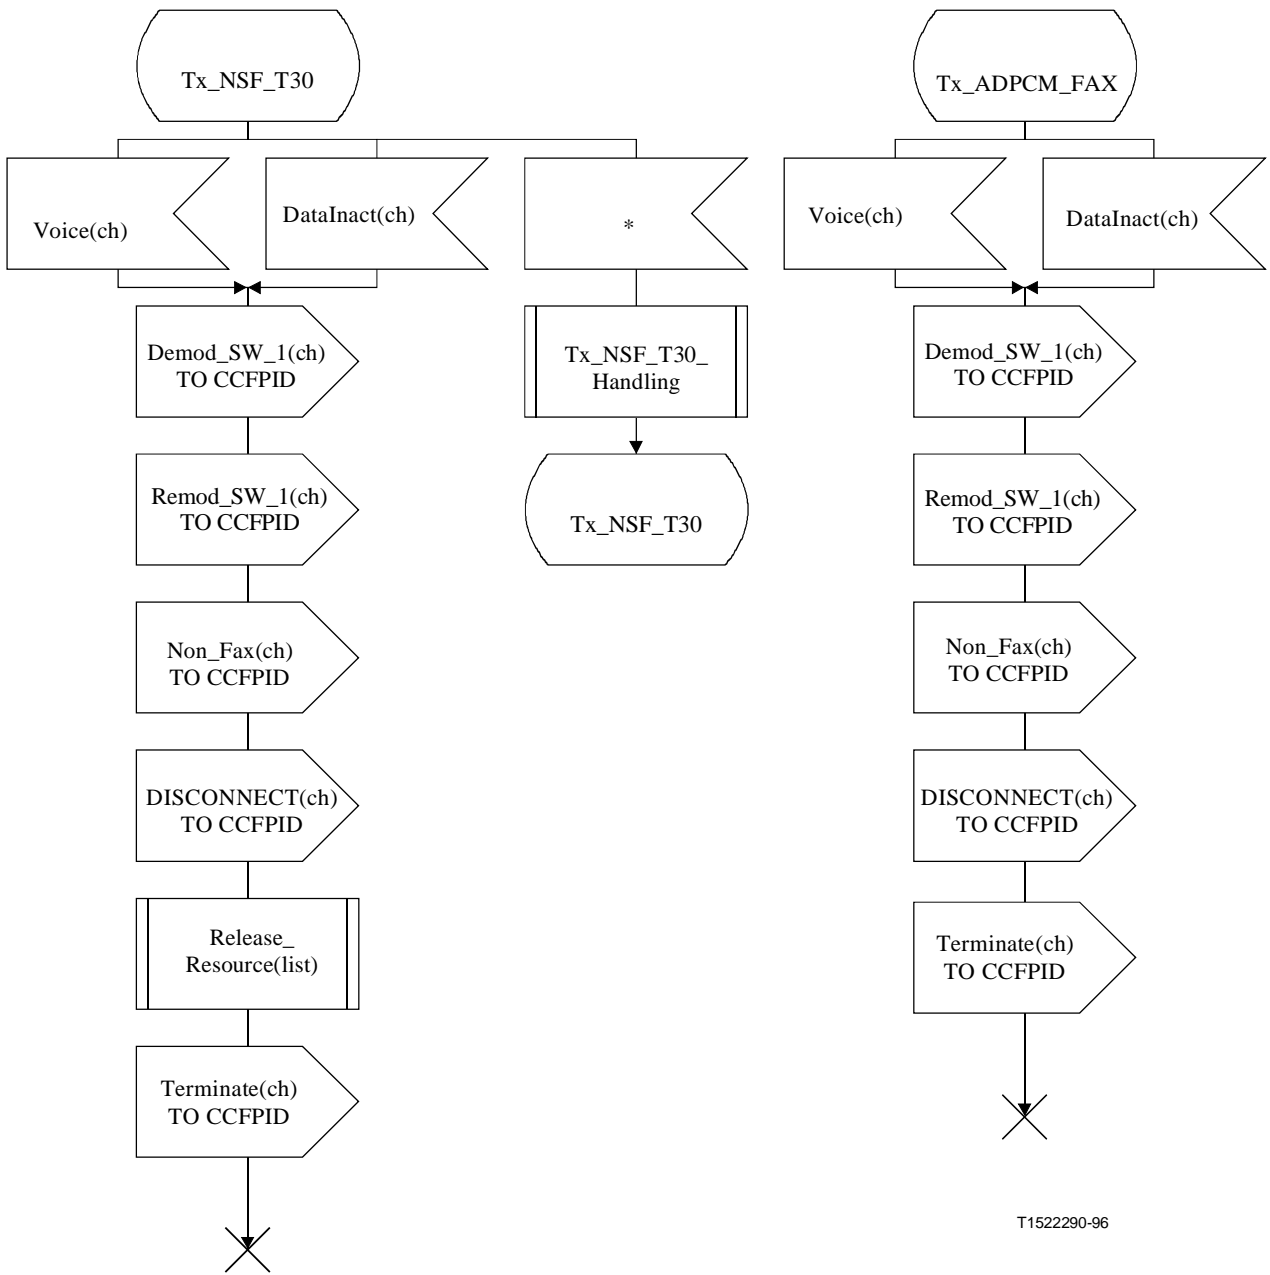 Tx_NSF_T30
Voice(ch)
DataInact(ch)
*
Demod_SW_1(ch)
TO CCFPID
Remod_SW_1(ch)
TO CCFPID
Non_Fax(ch)
TO CCFPID
DISCONNECT(ch)
TO CCFPID
Release_
Resource(list)
Terminate(ch)
TO CCFPID
Tx_NSF_T30_
Handling
Tx_NSF_T30
Tx_ADPCM_FAX
Voice(ch)
DataInact(ch)
Demod_SW_1(ch)
TO CCFPID
Remod_SW_1(ch)
TO CCFPID
Non_Fax(ch)
TO CCFPID
DISCONNECT(ch)
TO CCFPID
Terminate(ch)
TO CCFPID
T1522290-96